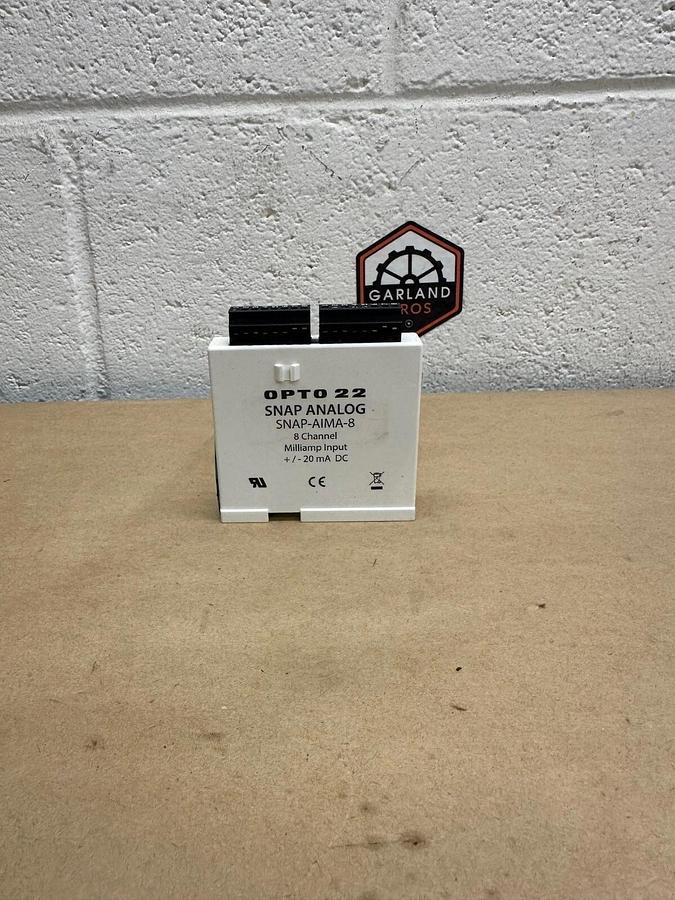 GARLAND
ROS
OPTO 22
SNAP ANALOG
SNAP-AIMA-8
8 Channel
Milliamp Input
+/- 20 mA DC
CE